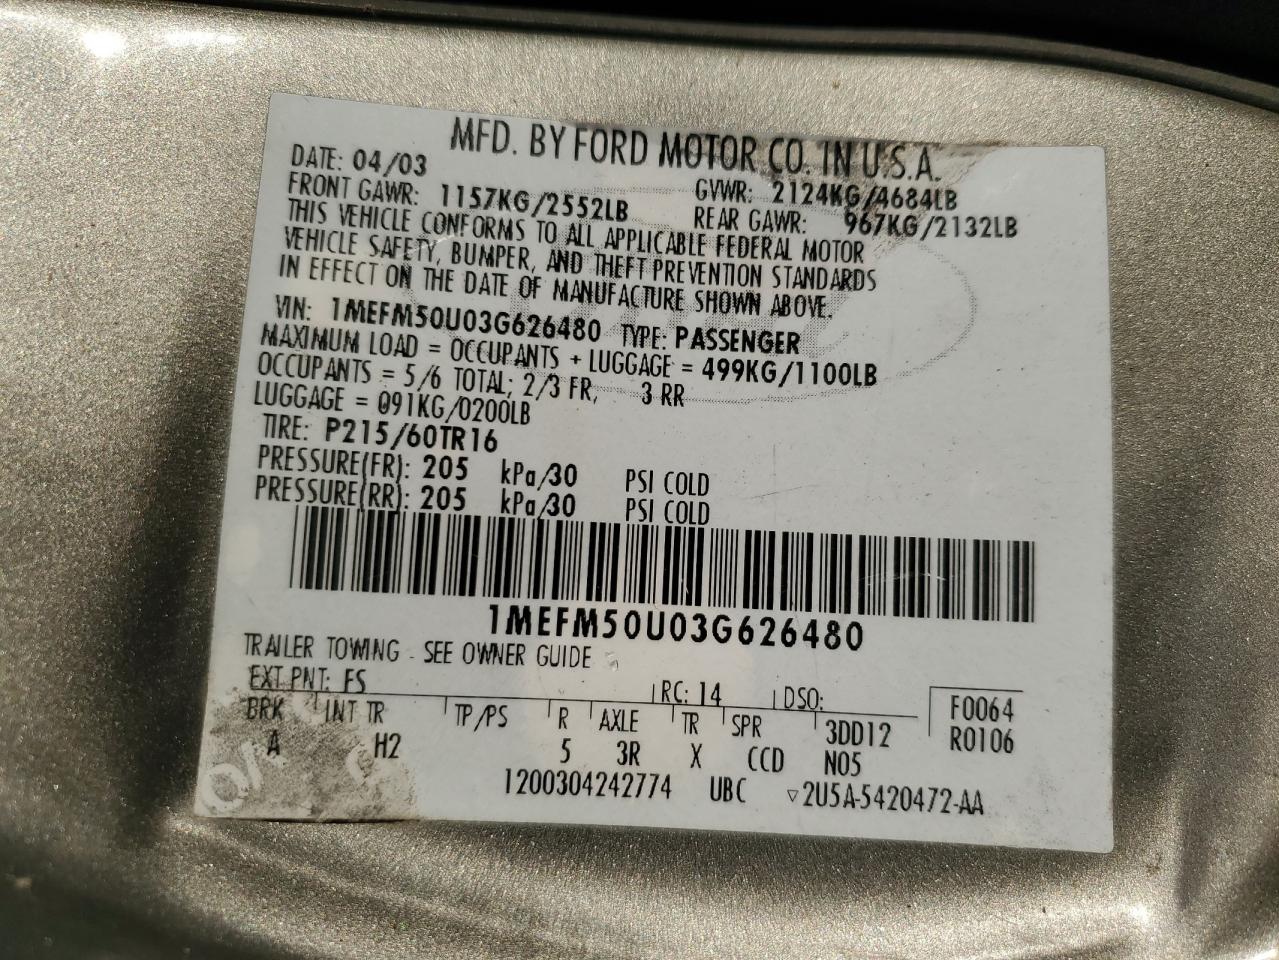 MFD. BY FORD MOTOR CO. IN U.S.A.
DATE: 04/03 GVWR: 2124KG/4684LB
FRONT GAWR: 1157KG/2552LB REAR GAWR: 967KG/2132LB
THIS VEHICLE CONFORMS TO ALL APPLICABLE FEDERAL MOTOR
VEHICLE SAFETY, BUMPER, AND THEFT PREVENTION STANDARDS
IN EFFECT ON THE DATE OF MANUFACTURE SHOWN ABOVE.
VIN: 1MEFM50U03G626480 TYPE: PASSENGER
MAXIMUM LOAD = OCCUPANTS + LUGGAGE = 499KG/1100LB
OCCUPANTS = 5/6 TOTAL; 2/3 FR, 3 RR
LUGGAGE = 091KG/0200LB
TIRE: P215/60TR16
PRESSURE(FR): 205 kPa/30 PSI COLD
PRESSURE(RR): 205 kPa/30 PSI COLD
1MEFM50U03G626480
TRAILER TOWING - SEE OWNER GUIDE
EXT PNT: FS RC: 14 DSO: F0064
BRK INT TR TP/PS R AXLE TR SPR 3DD12 R0106
A H2 5 3R X CCD N05
1200304242774 UBC ▽2U5A-5420472-AA